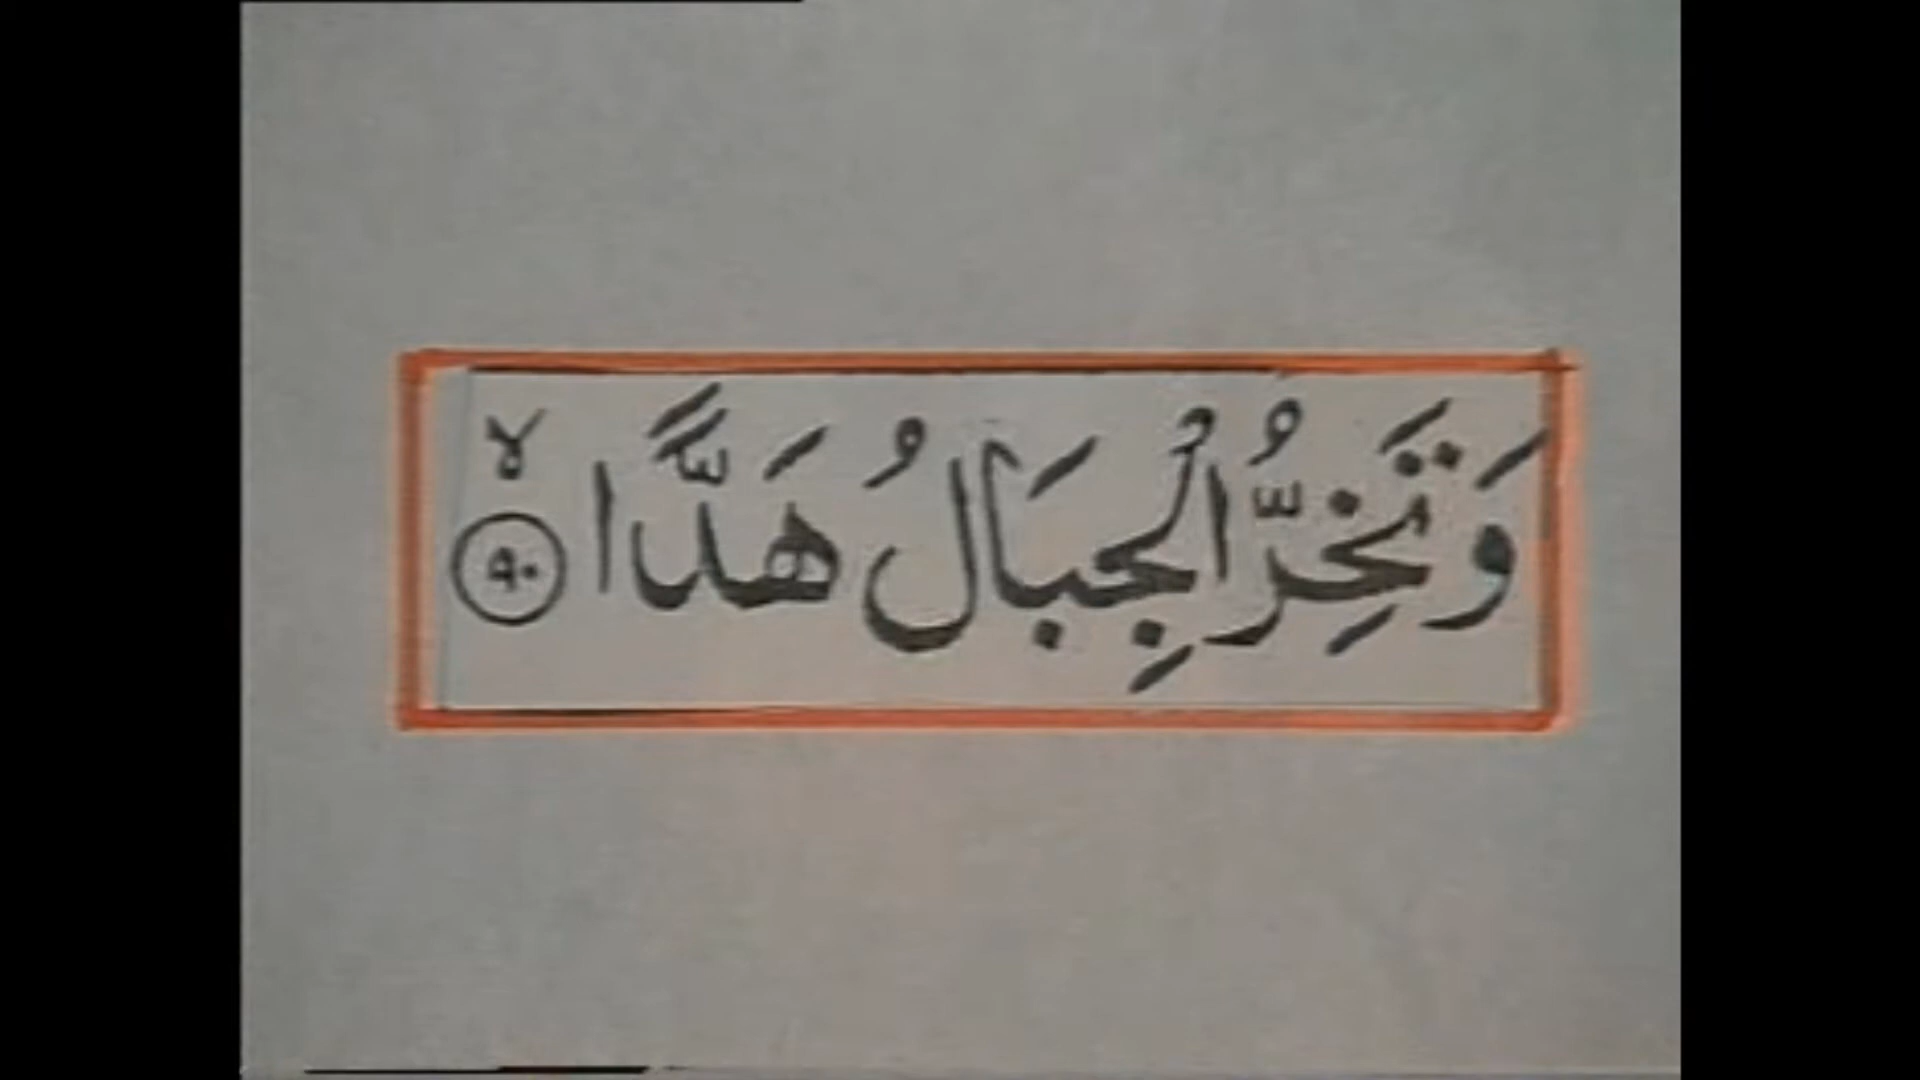 وَتَخِرُّ الْجِبَالُ هَدًّا ۙ ٩٠